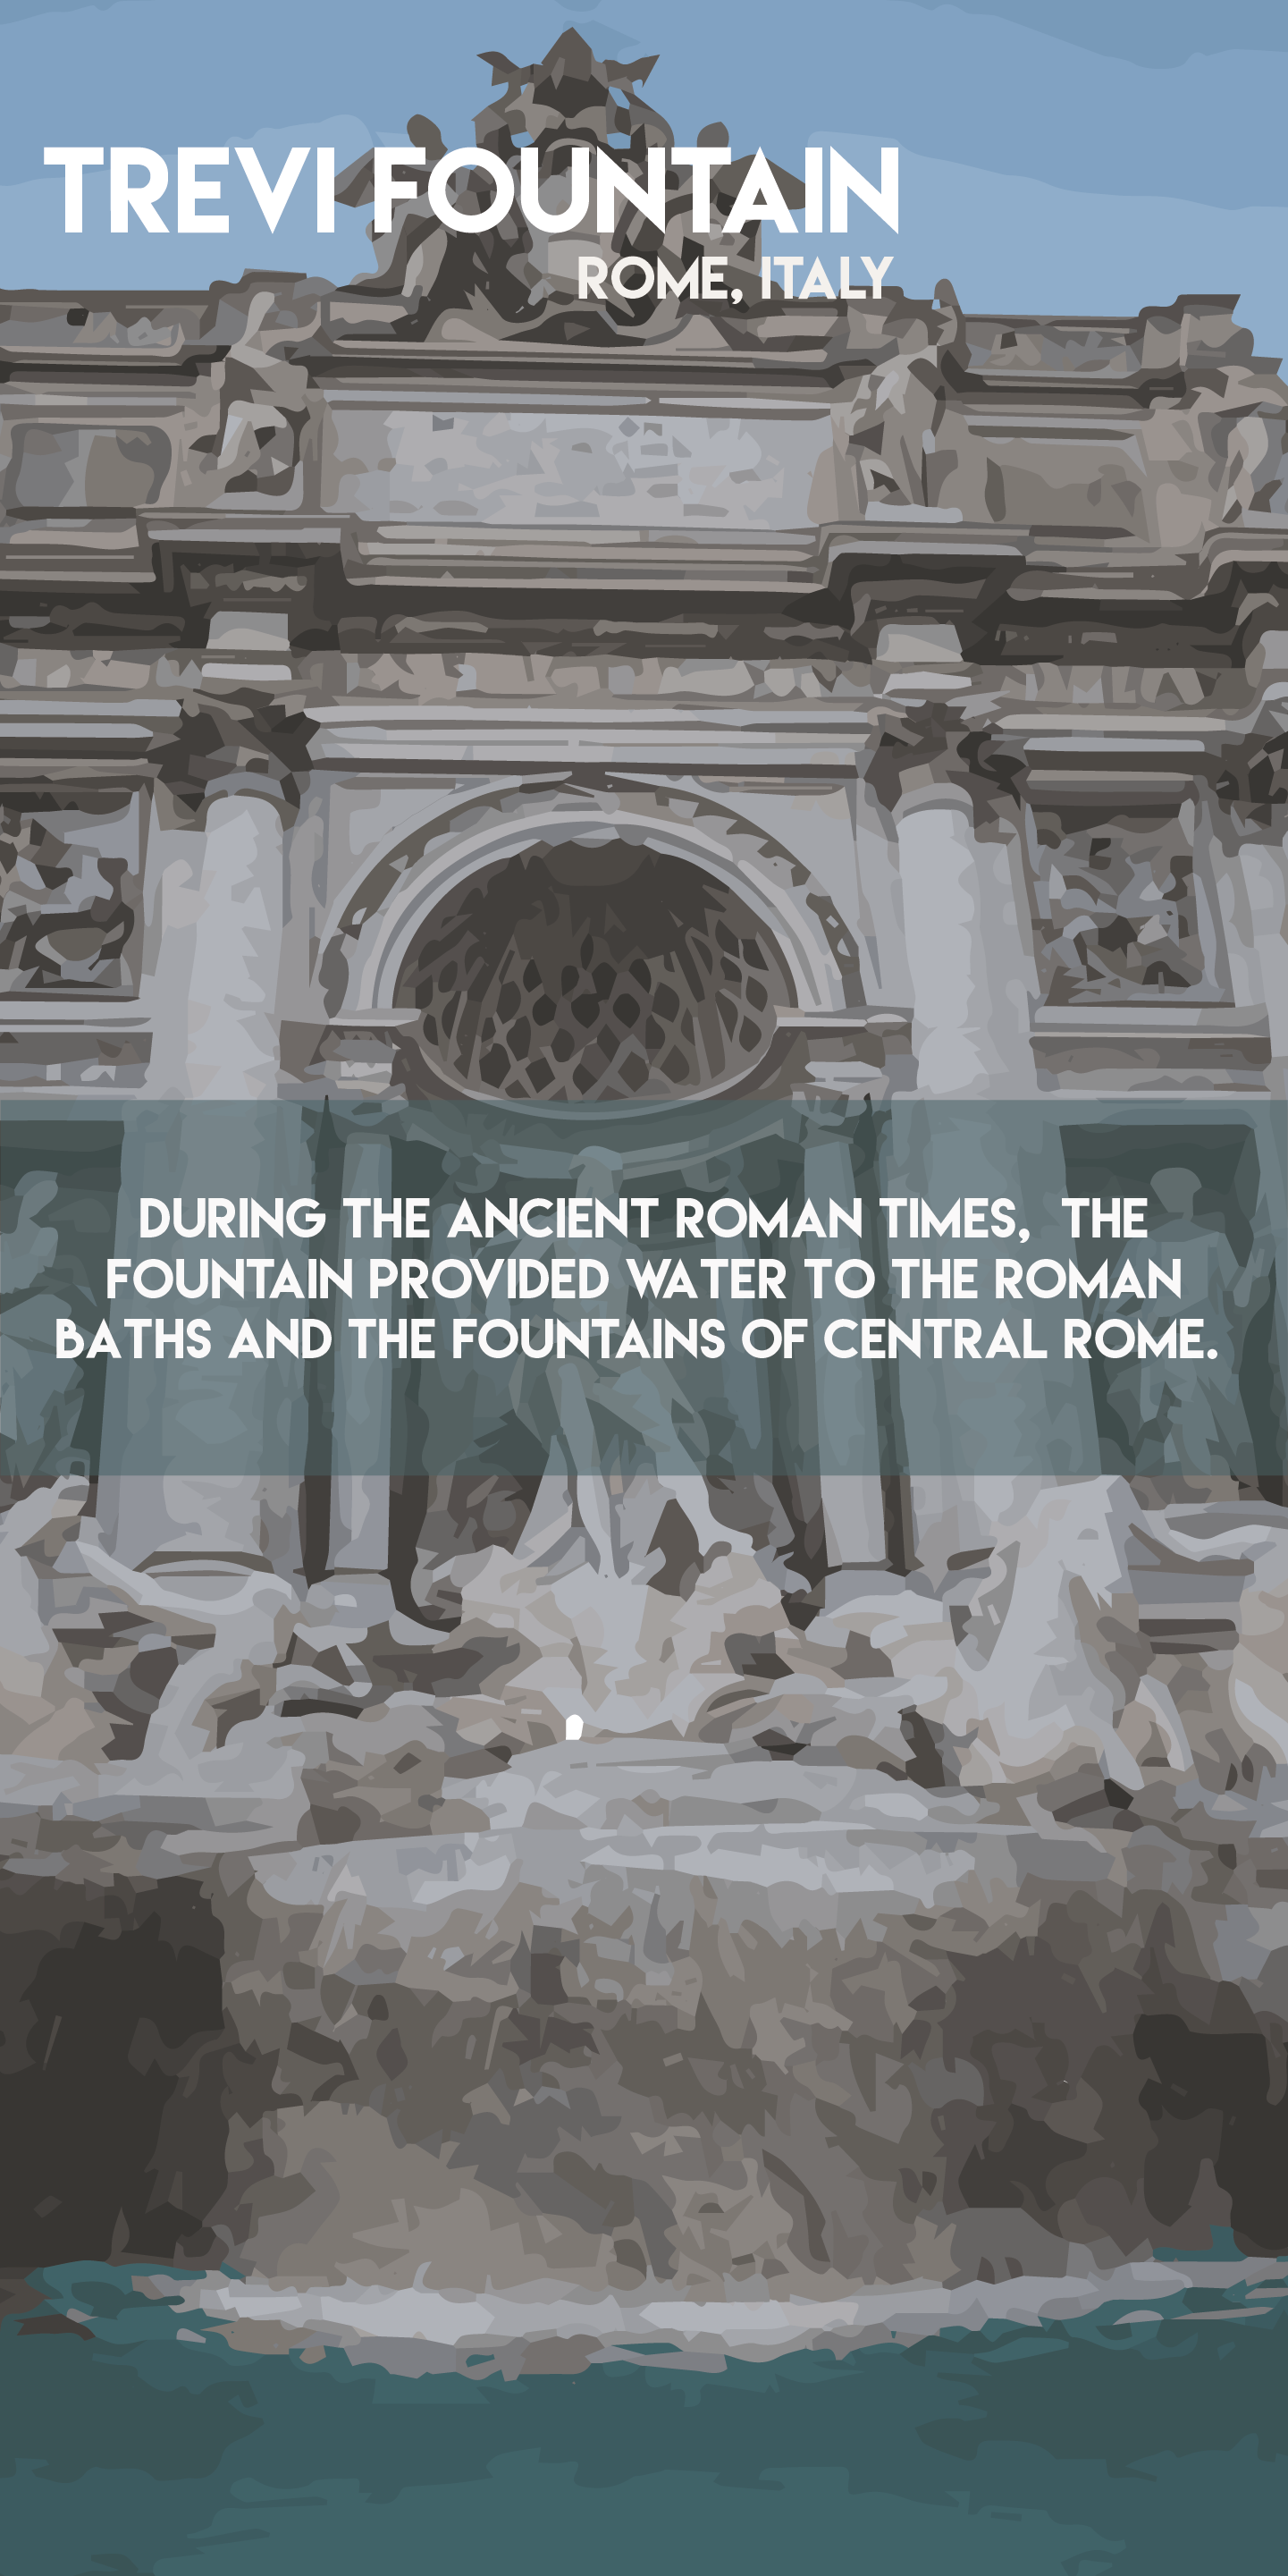 TREVI FOUNTAIN
ROME, ITALY
DURING THE ANCIENT ROMAN TIMES, THE
FOUNTAIN PROVIDED WATER TO THE ROMAN
BATHS AND THE FOUNTAINS OF CENTRAL ROME.